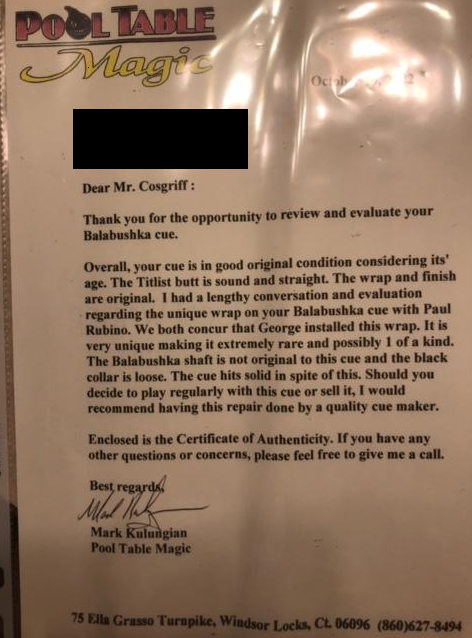 POOL TABLE
Magic
Dear Mr. Cosgriff :
Thank you for the opportunity to review and evaluate your
Balabushka cue.
Overall, your cue is in good original condition considering its'
age. The Titlist butt is sound and straight. The wrap and finish
are original. I had a lengthy conversation and evaluation
regarding the unique wrap on your Balabushka cue with Paul
Rubino. We both concur that George installed this wrap. It is
very unique making it extremely rare and possibly 1 of a kind.
The Balabushka shaft is not original to this cue and the black
collar is loose. The cue hits solid in spite of this. Should you
decide to play regularly with this cue or sell it, I would
recommend having this repair done by a quality cue maker.
Enclosed is the Certificate of Authenticity. If you have any
other questions or concerns, please feel free to give me a call.
Best regards,
Mark Kulungian
Pool Table Magic
75 Ella Grasso Turnpike, Windsor Locks, Ct. 06096 (860)627-8494